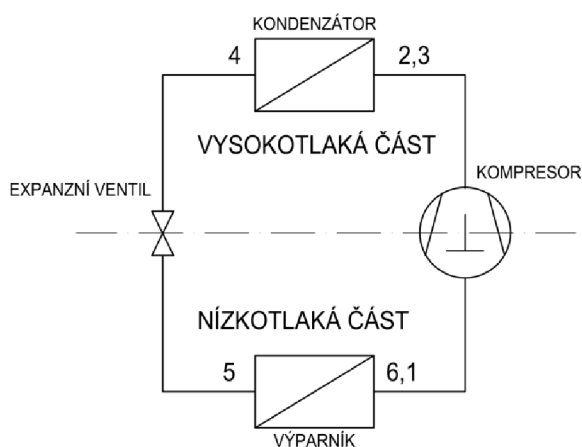 KONDENZÁTOR
4
2,3
VYSOKOTLAKÁ ČÁST
EXPANZNÍ VENTIL
KOMPRESOR
NÍZKOTLAKÁ ČÁST
5
6,1
VÝPARNÍK